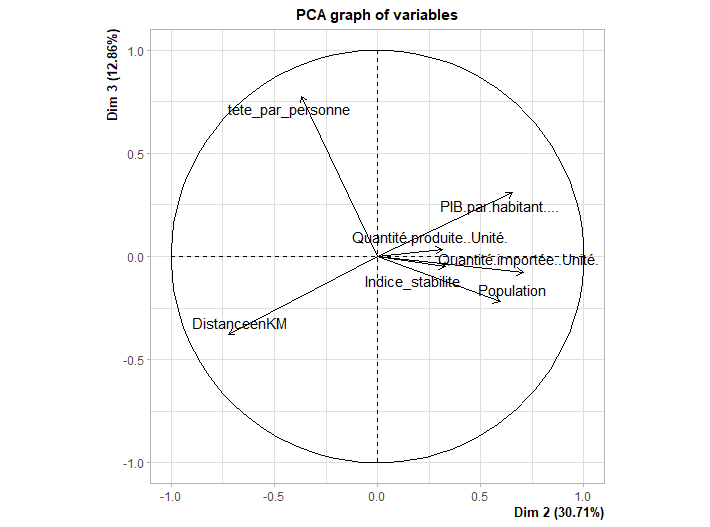 PCA graph of variables
Dim 3 (12.86%)
1.0
0.5
0.0
-0.5
-1.0
tete_par_personne
PIB.par.habitant....
Quantité.produite..Unité.
Quantité.importée..Unité.
Indice_stabilite
Population
DistanceenKM
-1.0
-0.5
0.0
0.5
1.0
Dim 2 (30.71%)